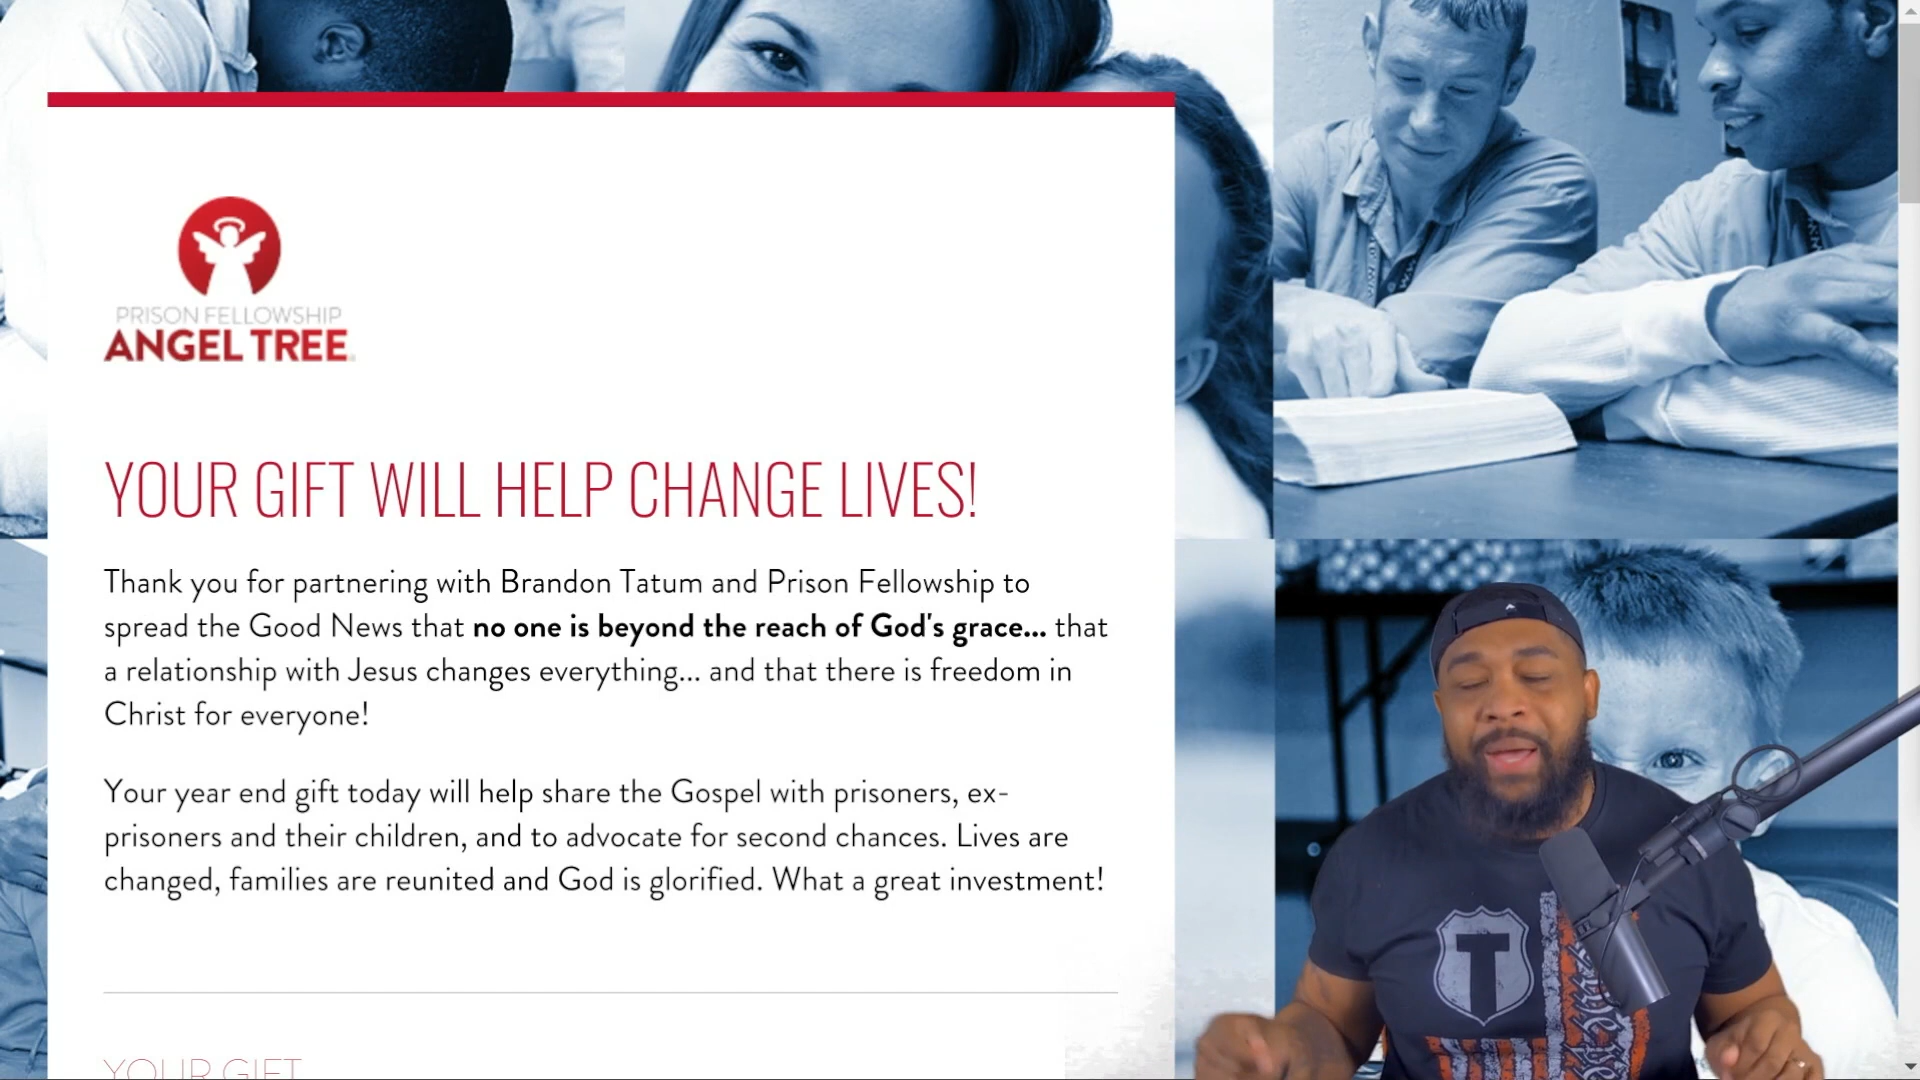 PRISON FELLOWSHIP
ANGEL TREE
YOUR GIFT WILL HELP CHANGE LIVES!
Thank you for partnering with Brandon Tatum and Prison Fellowship to
spread the Good News that no one is beyond the reach of God's grace... that
a relationship with Jesus changes everything... and that there is freedom in
Christ for everyone!
Your year end gift today will help share the Gospel with prisoners, ex-
prisoners and their children, and to advocate for second chances. Lives are
changed, families are reunited and God is glorified. What a great investment!
YOUR GIFT
T